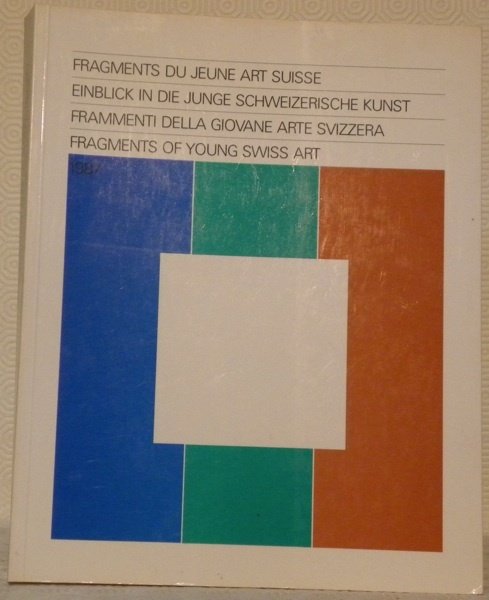 FRAGMENTS DU JEUNE ART SUISSE
EINBLICK IN DIE JUNGE SCHWEIZERISCHE KUNST
FRAMMENTI DELLA GIOVANE ARTE SVIZZERA
FRAGMENTS OF YOUNG SWISS ART
1987